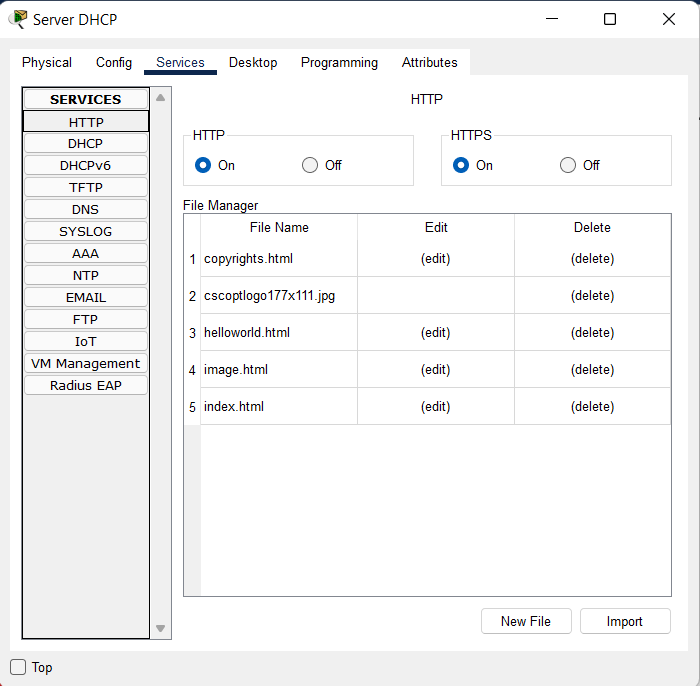 Server DHCP
Physical Config Services Desktop Programming Attributes
SERVICES
HTTP
DHCP
DHCPv6
TFTP
DNS
SYSLOG
AAA
NTP
EMAIL
FTP
IoT
VM Management
Radius EAP
HTTP
HTTP
On Off
HTTPS
On Off
File Manager
File Name Edit Delete
1 copyrights.html (edit) (delete)
2 cscoptlogo177x111.jpg (delete)
3 helloworld.html (edit) (delete)
4 image.html (edit) (delete)
5 index.html (edit) (delete)
New File Import
Top